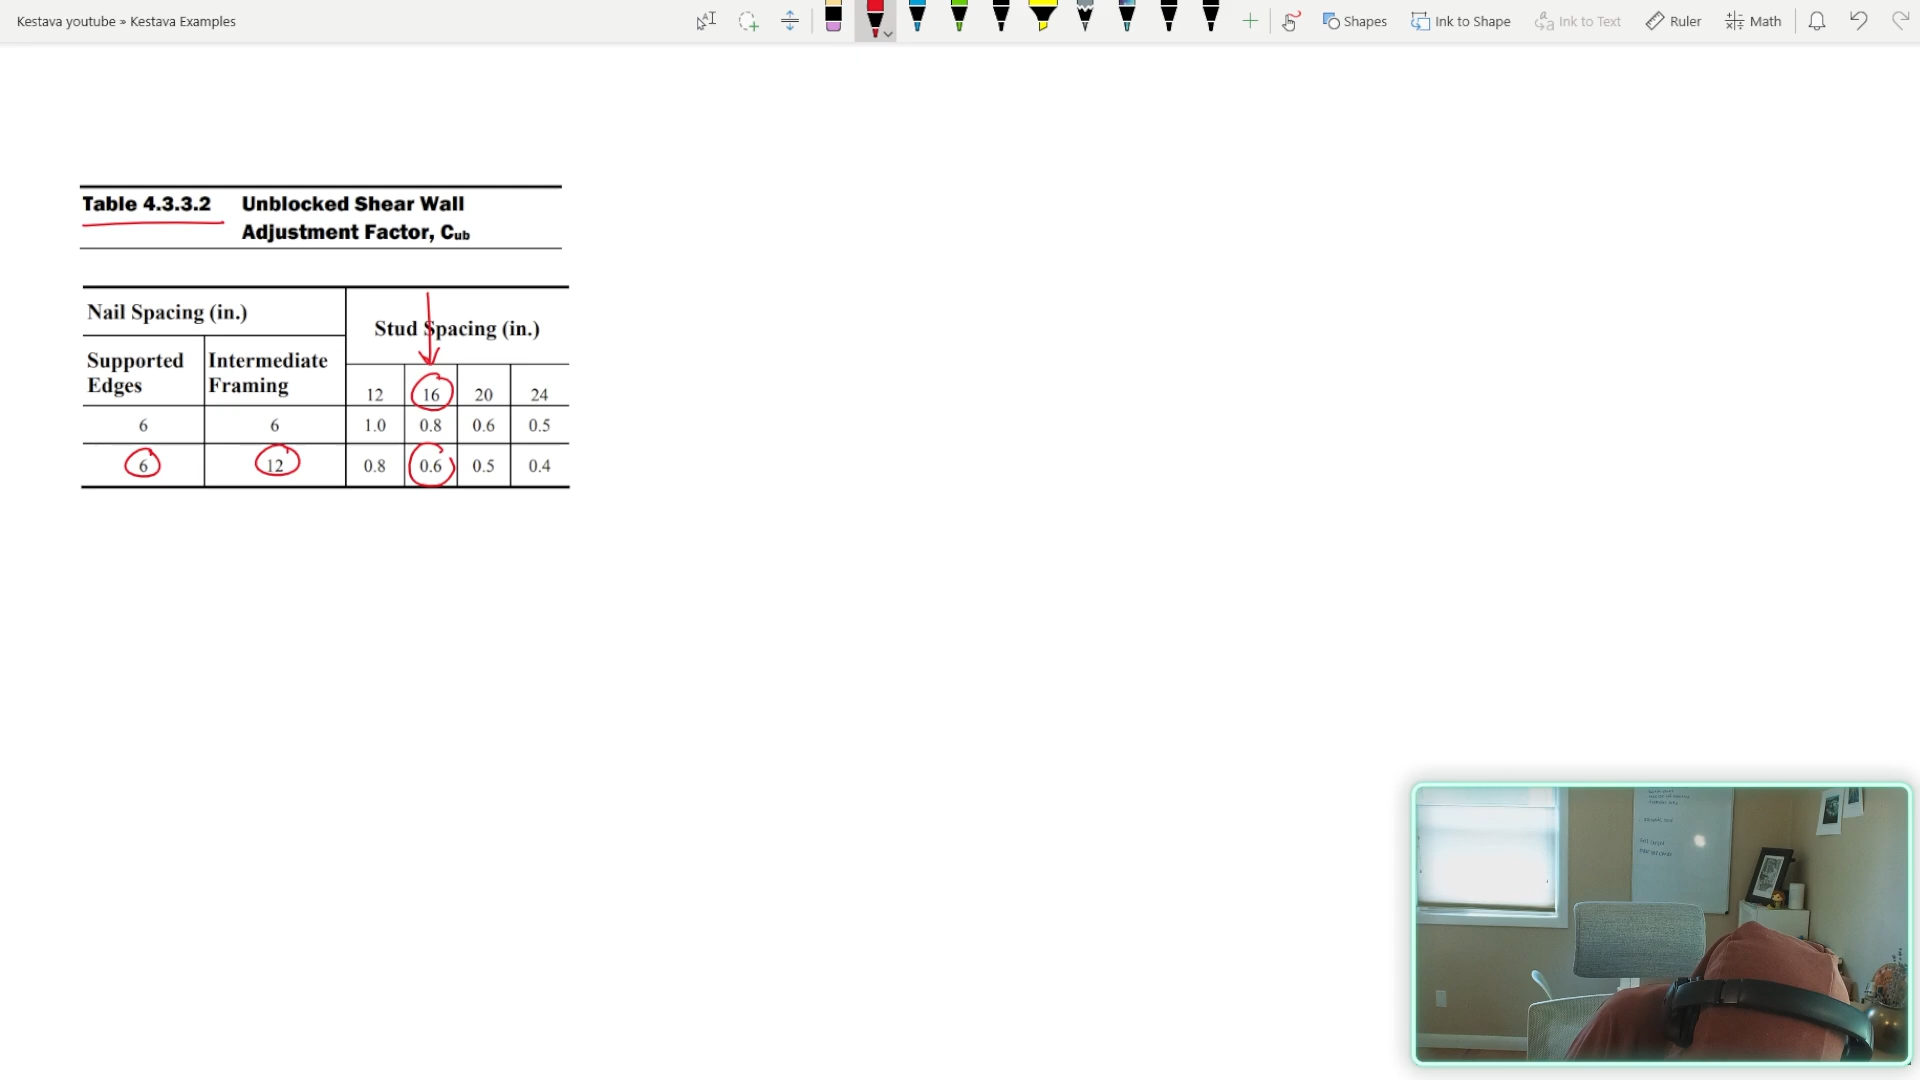 Kestava youtube » Kestava Examples
Shapes
Ink to Shape
Ink to Text
Ruler
Math
Table 4.3.3.2 Unblocked Shear Wall
Adjustment Factor, Cub
Nail Spacing (in.)
Stud Spacing (in.)
Supported Edges
Intermediate Framing
12 16 20 24
6 6 1.0 0.8 0.6 0.5
6 12 0.8 0.6 0.5 0.4